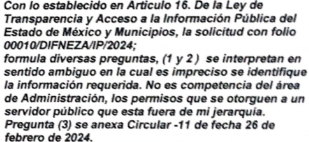 Con lo establecido en Articulo 16. De la Ley de
Transparencia y Acceso a la Información Pública del
Estado de México y Municipios, la solicitud con folio
00010/DIFNEZA/IP/2024;
formula diversas preguntas, (1 y 2 ) se interpretan en
sentido ambiguo en la cual es impreciso se identifique
la información requerida. No es competencia del área
de Administración, los permisos que se otorguen a un
servidor público que esta fuera de mi jerarquía.
Pregunta (3) se anexa Circular -11 de fecha 26 de
febrero de 2024.